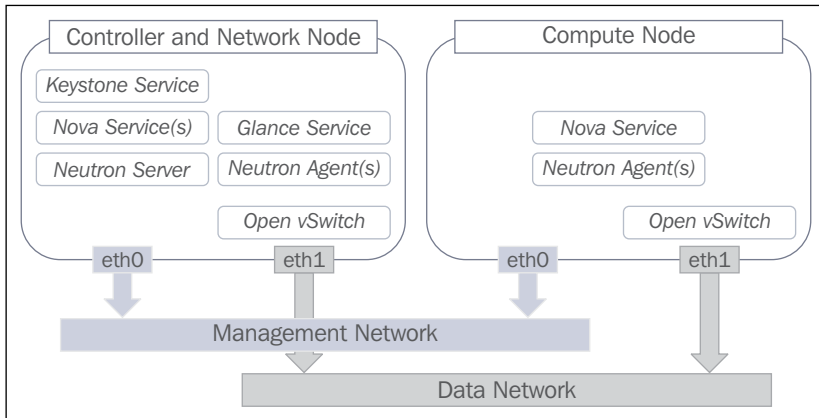 Controller and Network Node
Keystone Service
Nova Service(s)
Glance Service
Neutron Server
Neutron Agent(s)
Open vSwitch
eth0
eth1
Compute Node
Nova Service
Neutron Agent(s)
Open vSwitch
eth0
eth1
Management Network
Data Network